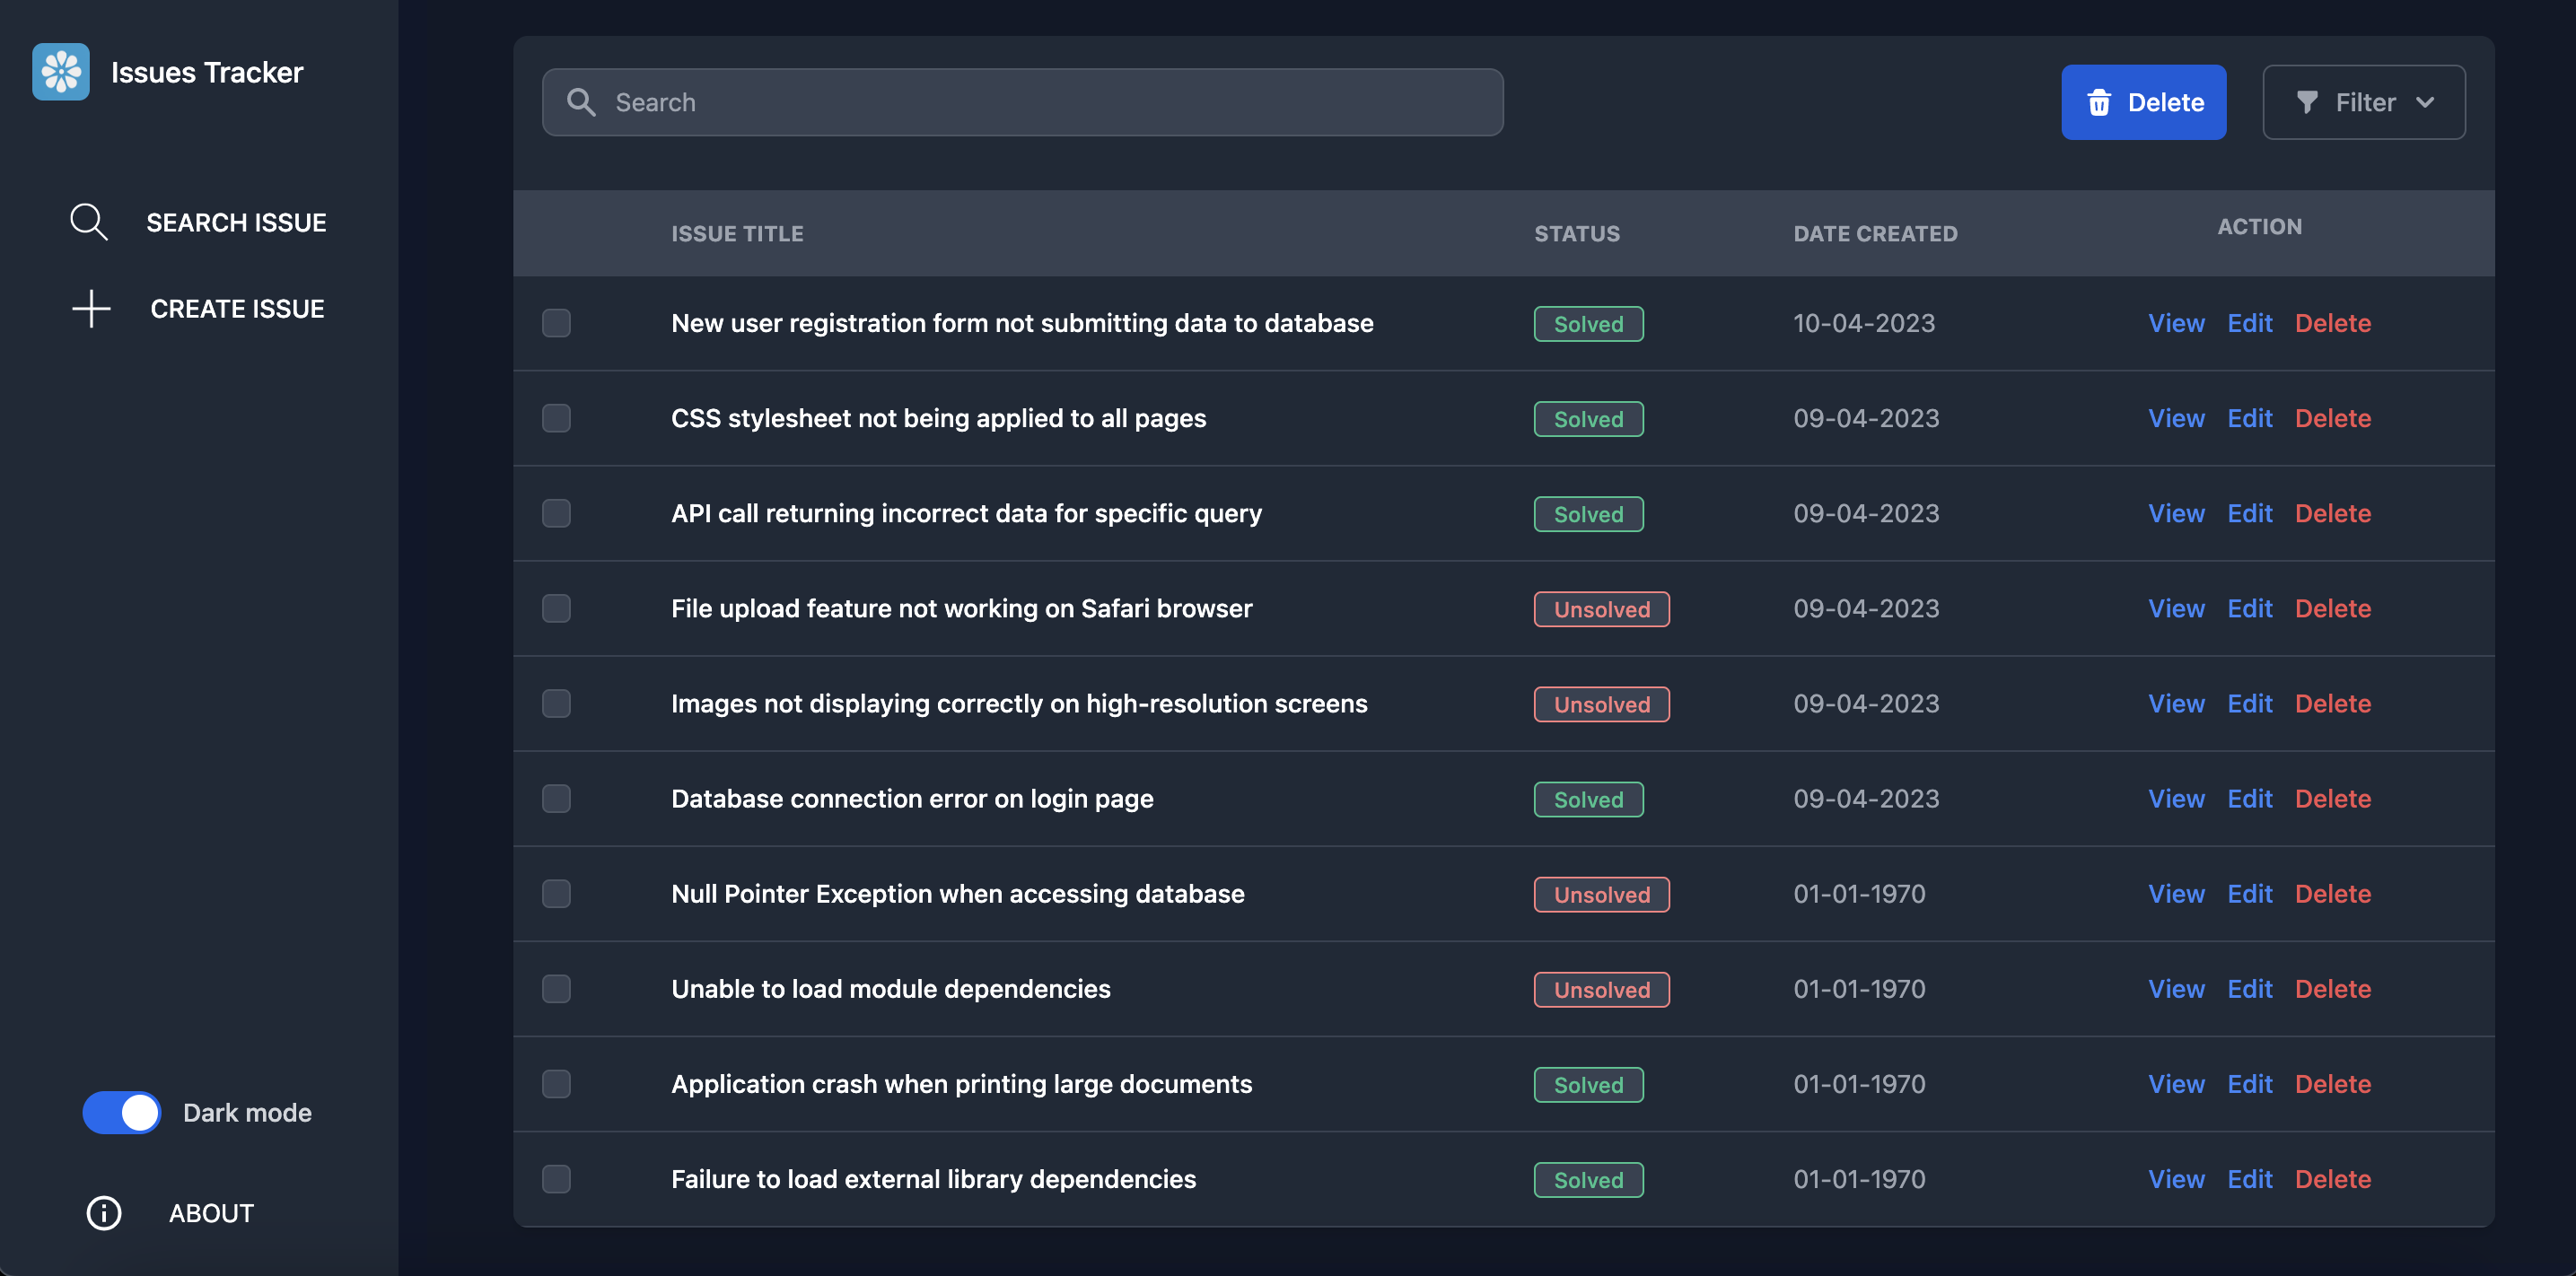 Issues Tracker
SEARCH ISSUE
CREATE ISSUE
Dark mode
ABOUT
Search
Delete
Filter
ISSUE TITLE STATUS DATE CREATED ACTION
New user registration form not submitting data to database Solved 10-04-2023 View Edit Delete
CSS stylesheet not being applied to all pages Solved 09-04-2023 View Edit Delete
API call returning incorrect data for specific query Solved 09-04-2023 View Edit Delete
File upload feature not working on Safari browser Unsolved 09-04-2023 View Edit Delete
Images not displaying correctly on high-resolution screens Unsolved 09-04-2023 View Edit Delete
Database connection error on login page Solved 09-04-2023 View Edit Delete
Null Pointer Exception when accessing database Unsolved 01-01-1970 View Edit Delete
Unable to load module dependencies Unsolved 01-01-1970 View Edit Delete
Application crash when printing large documents Solved 01-01-1970 View Edit Delete
Failure to load external library dependencies Solved 01-01-1970 View Edit Delete